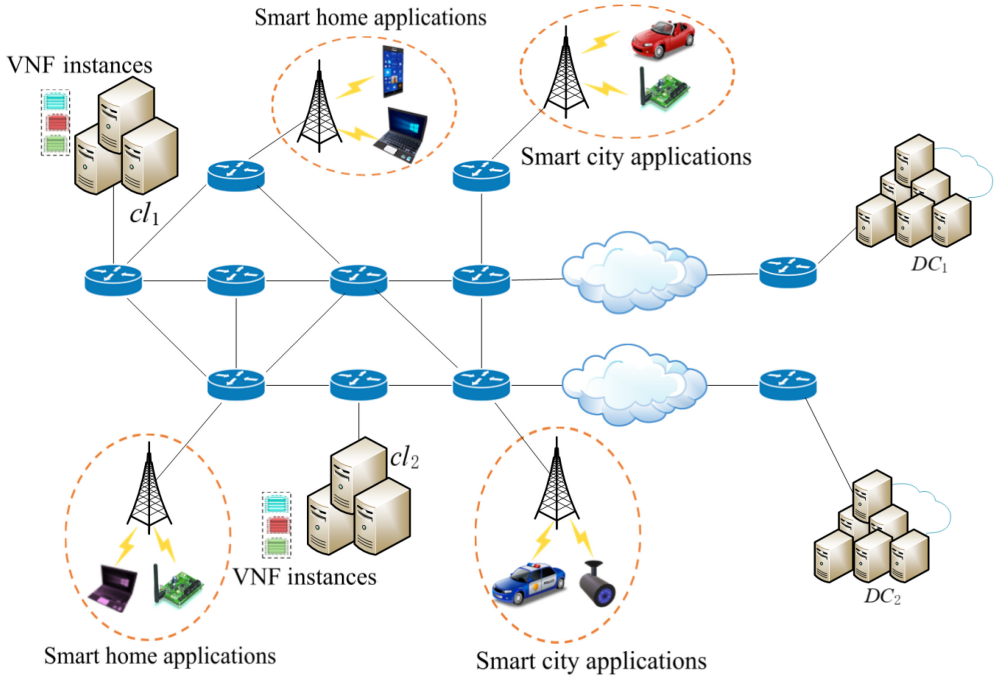 Smart home applications
VNF instances
cl1
Smart city applications
DC1
cl2
VNF instances
DC2
Smart home applications
Smart city applications